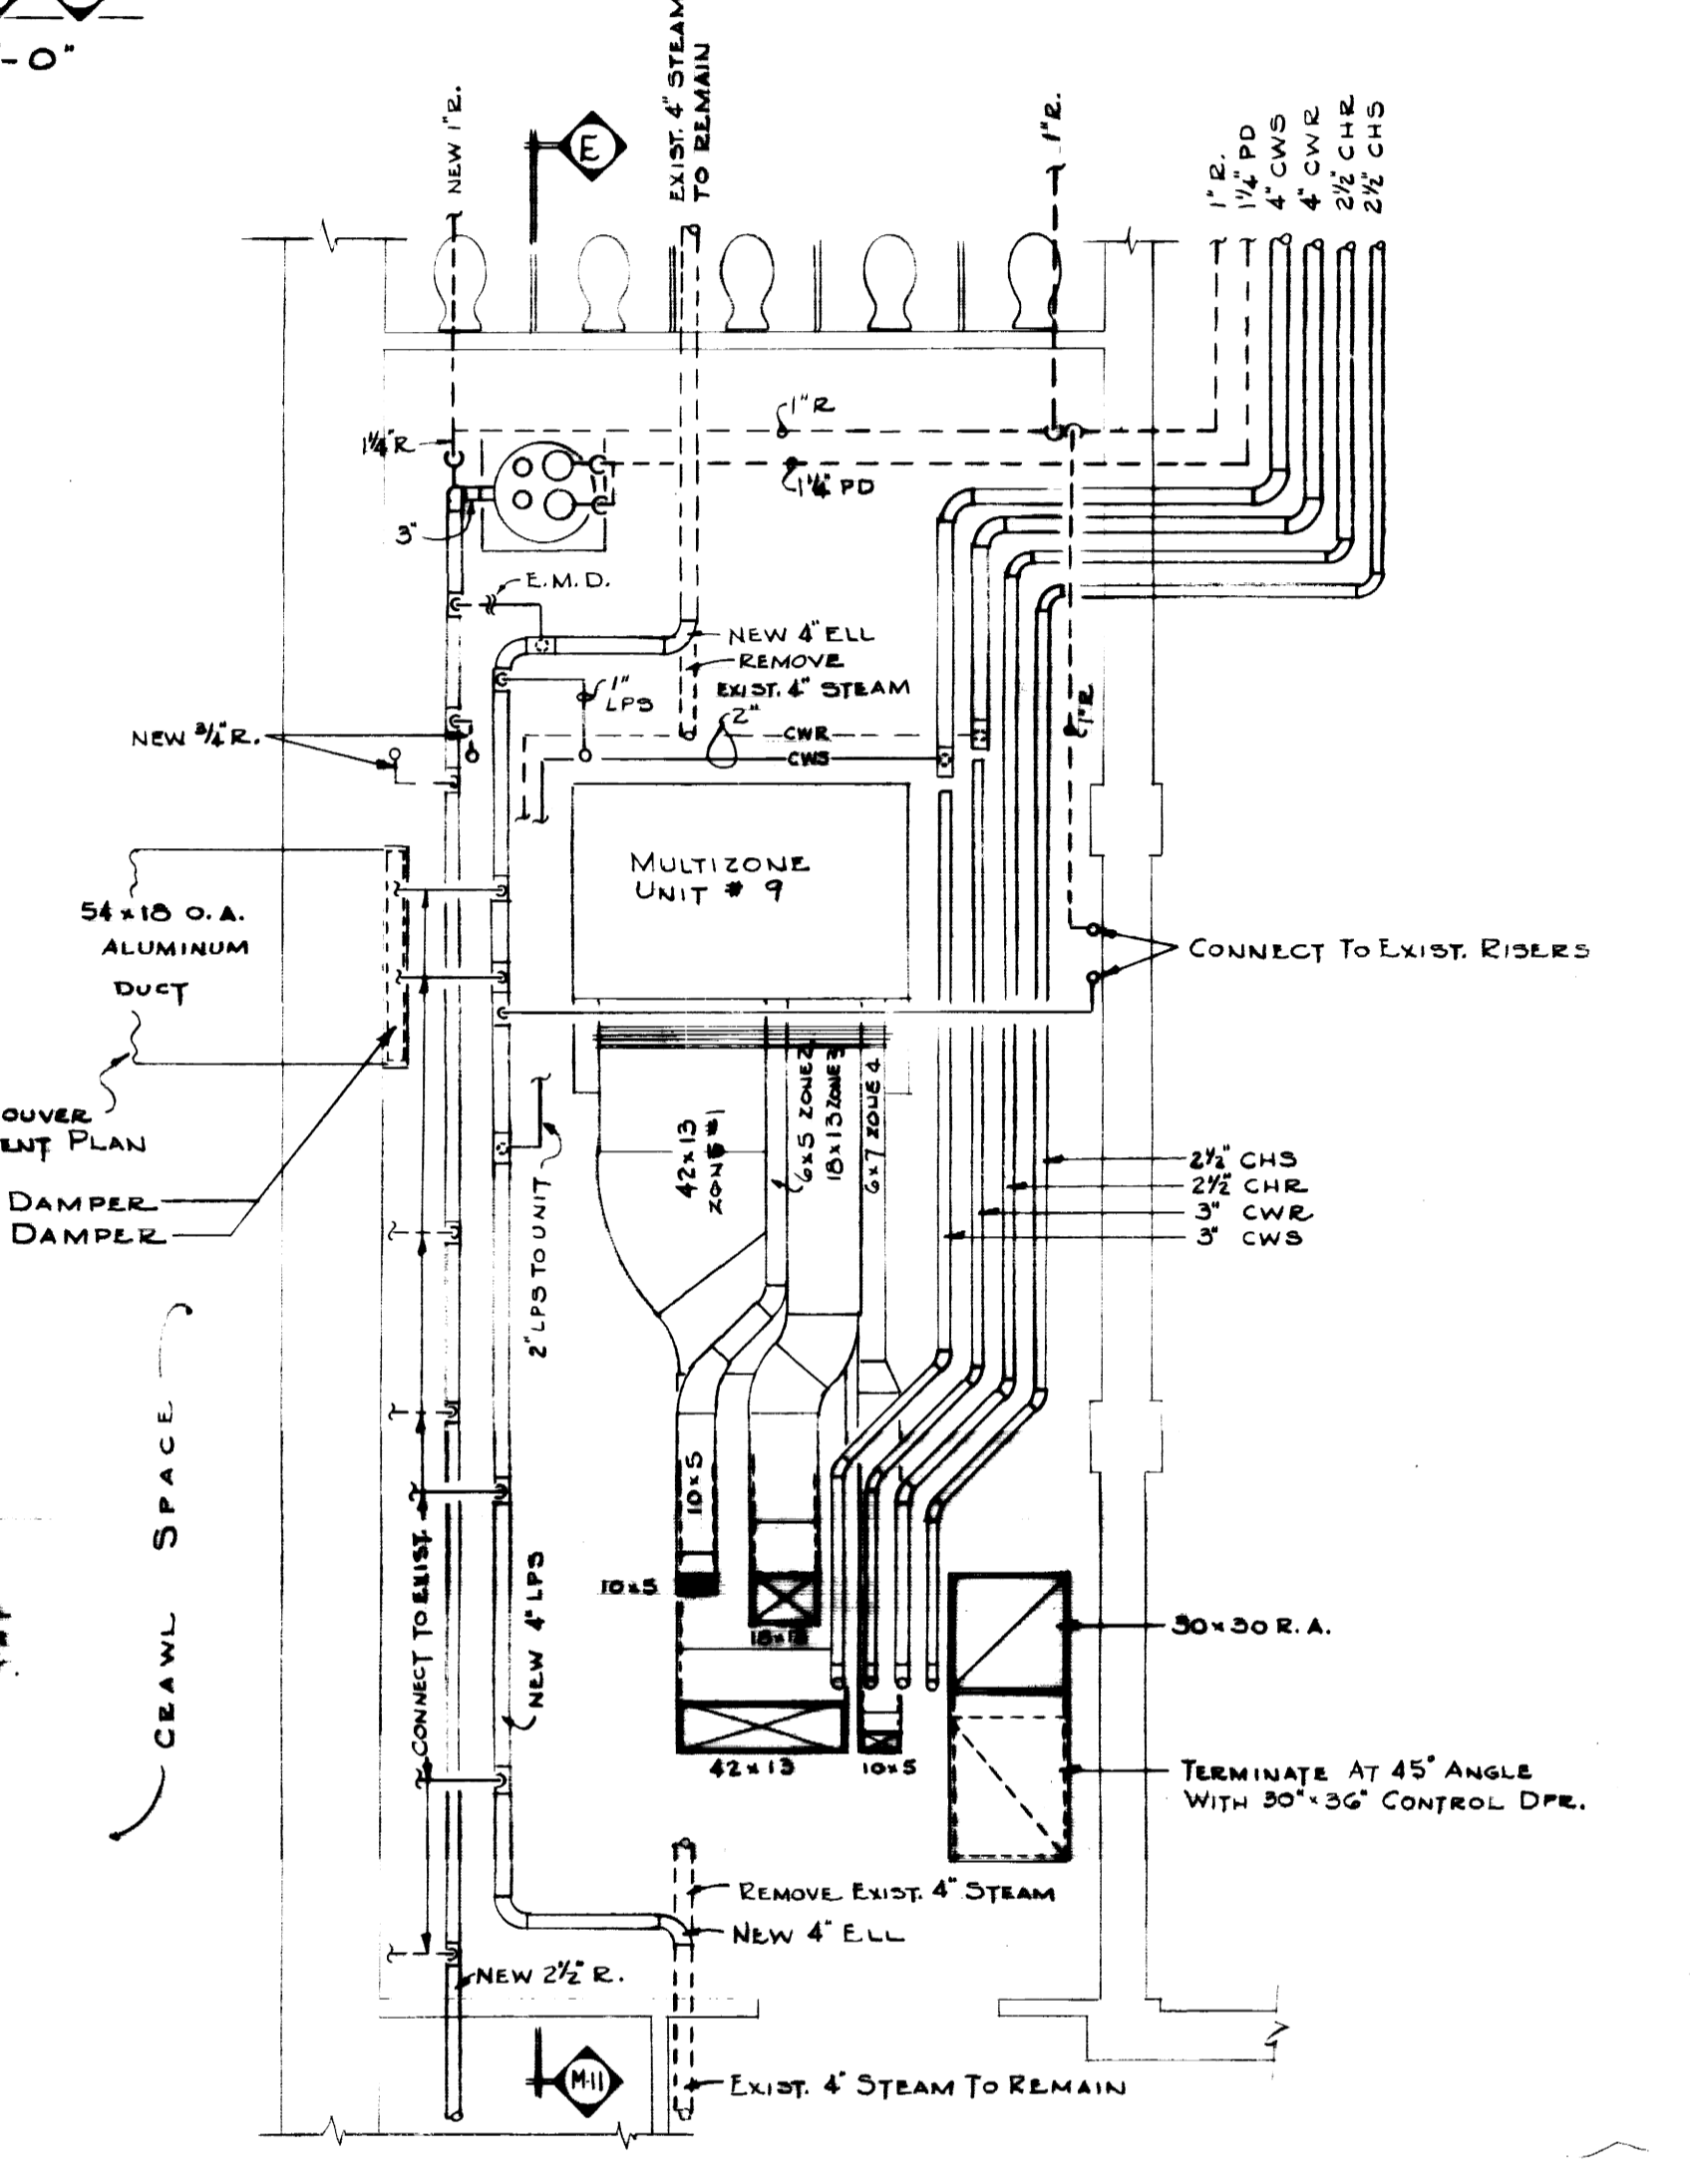 - 0"
NEW 1" R.
E
EXIST. 4" STEAM
TO REMAIN
1" R.
1" R.
1¼" PD
4" CWS
4" CWR
2½" CHR
2½" CHS
1" R
1¼" R
1¼" PD
3"
E.M.D.
NEW 4" ELL
REMOVE
EXIST. 4" STEAM
1"
LPS
2"
1" R
NEW ¾" R.
CWR
CWS
MULTIZONE
UNIT # 9
54 x 18 O.A.
ALUMINUM
DUCT
CONNECT TO EXIST. RISERS
OUVER
ENT PLAN
DAMPER
DAMPER
42 x 13
ZONE #1
6 x 5 ZONE 2
18 x 13 ZONE 3
6 x 7 ZONE 4
2" LPS TO UNIT
2½" CHS
2½" CHR
3" CWR
3" CWS
CRAWL SPACE
10 x 5
10 x 5
18 x 13
CONNECT TO EXIST.
NEW 4" LPS
30 x 30 R.A.
42 x 13
10 x 5
TERMINATE AT 45° ANGLE
WITH 30" x 36" CONTROL DPR.
REMOVE EXIST. 4" STEAM
NEW 4" ELL
NEW 2½" R.
M-11
EXIST. 4" STEAM TO REMAIN